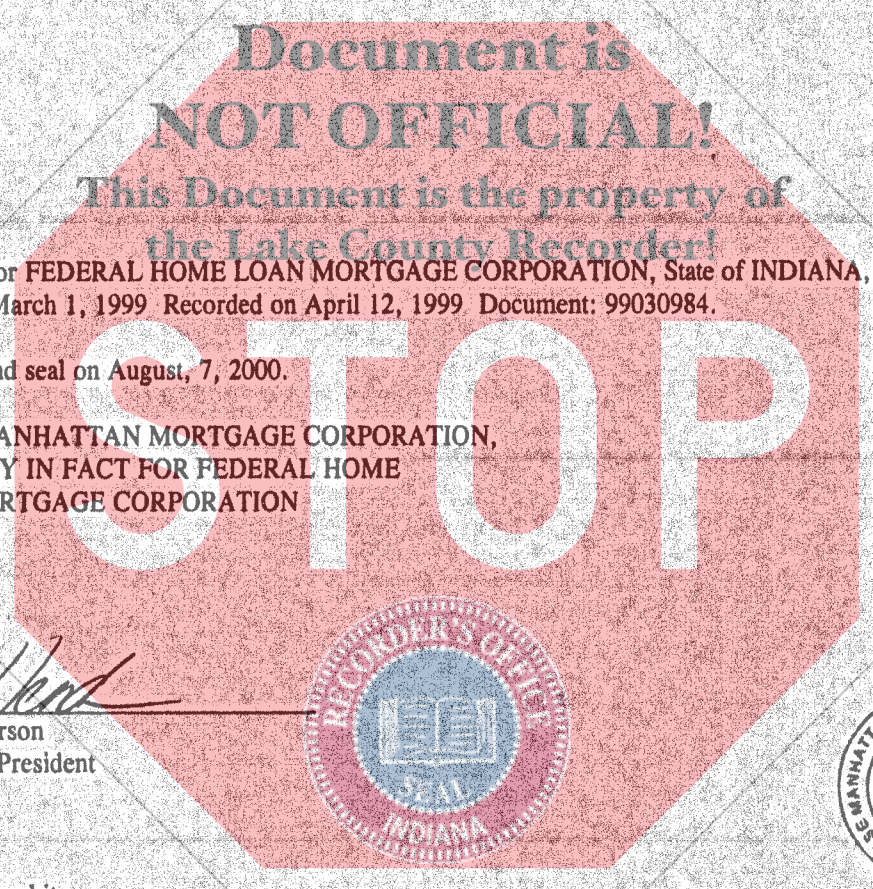 Document is
NOT OFFICIAL!
This Document is the property of
the Lake County Recorder!
or FEDERAL HOME LOAN MORTGAGE CORPORATION, State of INDIANA,
March 1, 1999 Recorded on April 12, 1999 Document: 99030984.
nd seal on August, 7, 2000.
ANHATTAN MORTGAGE CORPORATION,
Y IN FACT FOR FEDERAL HOME
RTGAGE CORPORATION
STOP
RECORDER'S OFFICE
SEAL
INDIANA
rson
President
SE MANHATT